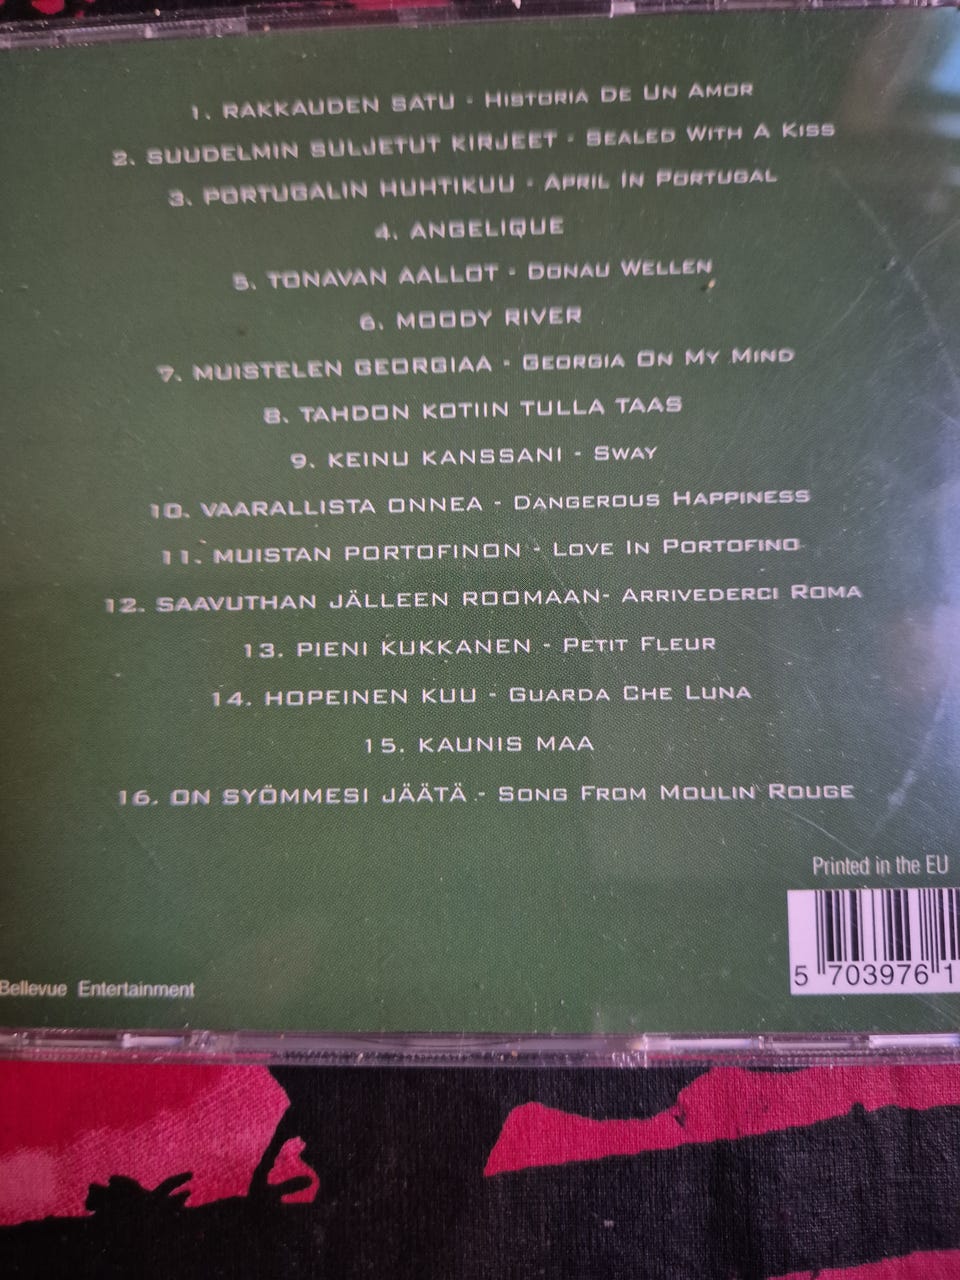 1. RAKKAUDEN SATU - HISTORIA DE UN AMOR
2. SUUDELMIN SULJETUT KIRJEET - SEALED WITH A KISS
3. PORTUGALIN HUHTIKUU - APRIL IN PORTUGAL
4. ANGELIQUE
5. TONAVAN AALLOT - DONAU WELLEN
6. MOODY RIVER
7. MUISTELEN GEORGIAA - GEORGIA ON MY MIND
8. TAHDON KOTIIN TULLA TAAS
9. KEINU KANSSANI - SWAY
10. VAARALLISTA ONNEA - DANGEROUS HAPPINESS
11. MUISTAN PORTOFINON - LOVE IN PORTOFINO
12. SAAVUTHAN JÄLLEEN ROOMAAN- ARRIVEDERCI ROMA
13. PIENI KUKKANEN - PETIT FLEUR
14. HOPEINEN KUU - GUARDA CHE LUNA
15. KAUNIS MAA
16. ON SYÖMMESI JÄÄTÄ - SONG FROM MOULIN ROUGE
Printed in the EU
5 703976 1
Bellevue Entertainment